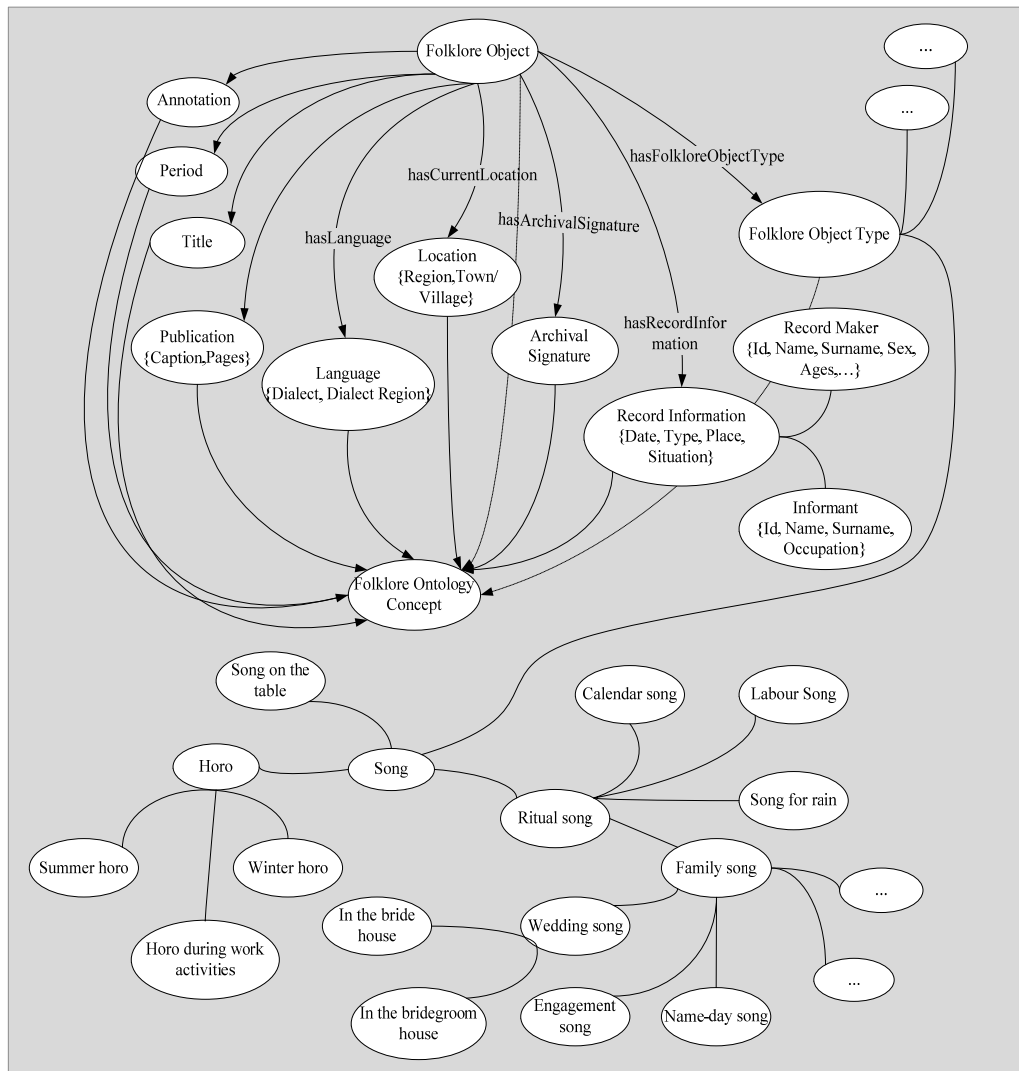 Folklore Object
...
Annotation
...
hasFolkloreObjectType
Period
hasCurrentLocation
hasArchivalSignature
Title
hasLanguage
Folklore Object Type
Location
{Region,Town/
Village}
Publication
{Caption,Pages}
Language
{Dialect, Dialect Region}
Archival
Signature
hasRecordInfor
mation
Record Maker
{Id, Name, Surname, Sex,
Ages,...}
Record Information
{Date, Type, Place,
Situation}
Informant
{Id, Name, Surname,
Occupation}
Folklore Ontology
Concept
Song on the
table
Calendar song
Labour Song
Horo
Song
Ritual song
Song for rain
Summer horo
Winter horo
Family song
...
In the bride
house
Wedding song
Horo during work
activities
...
In the bridegroom
house
Engagement
song
Name-day song